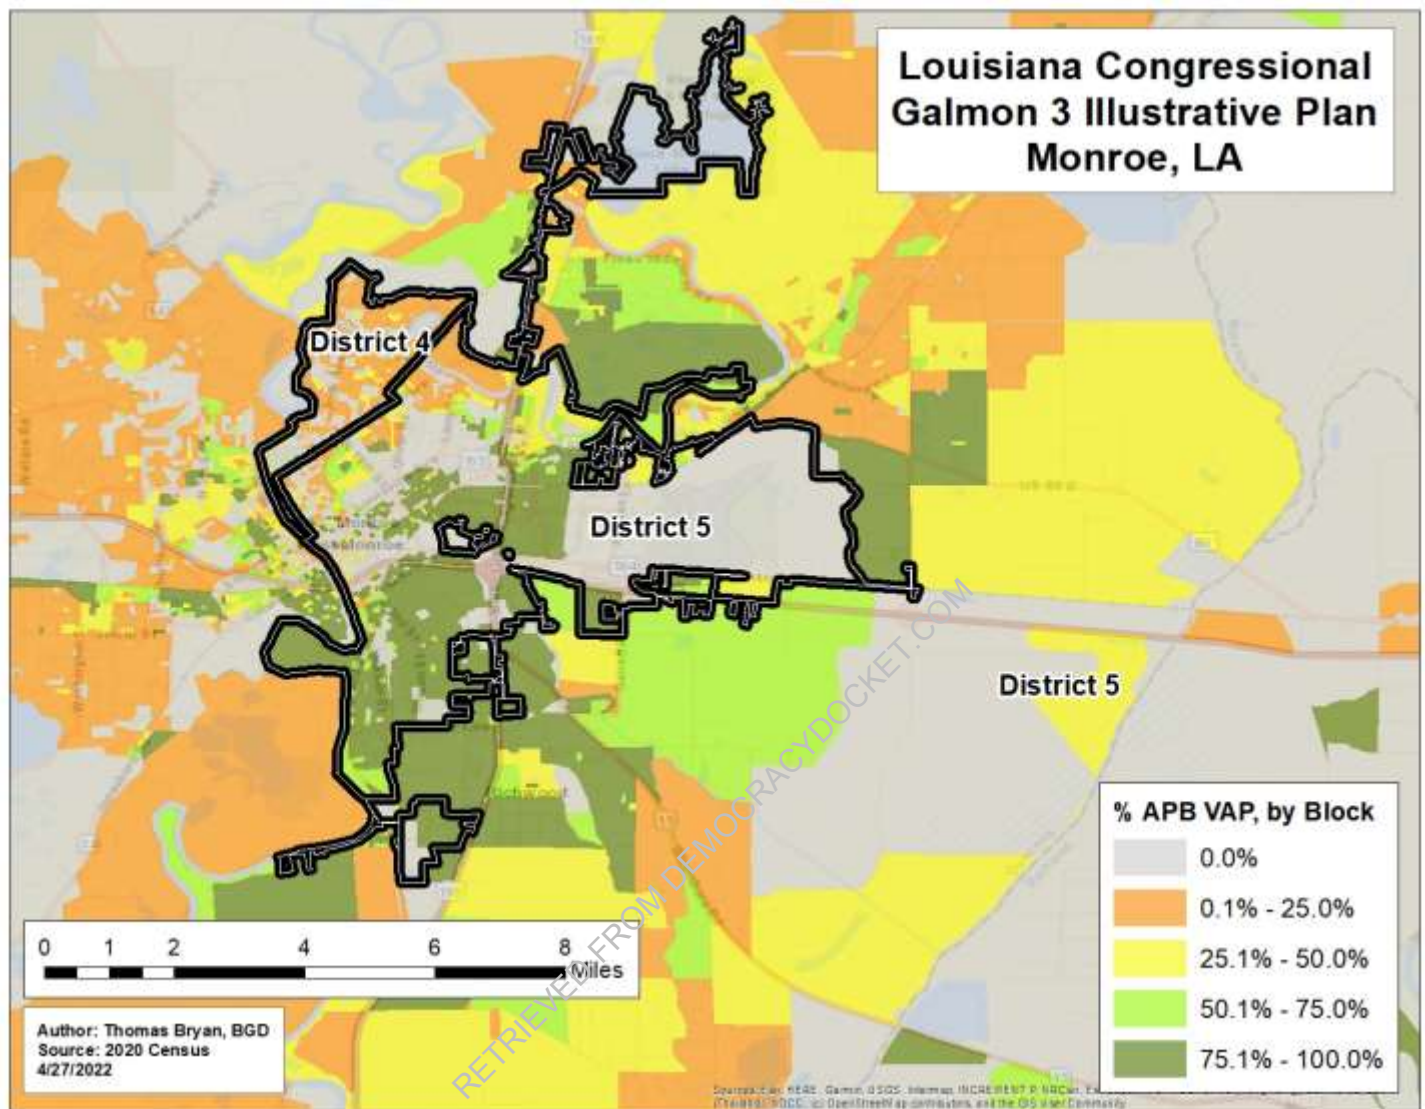 Louisiana Congressional
Galmon 3 Illustrative Plan
Monroe, LA
District 4
District 5
District 5
RETRIEVED FROM DEMOCRACYDOCKET.COM
% APB VAP, by Block
0.0%
0.1% - 25.0%
25.1% - 50.0%
50.1% - 75.0%
75.1% - 100.0%
0 1 2 4 6 8
Miles
Author: Thomas Bryan, BGD
Source: 2020 Census
4/27/2022